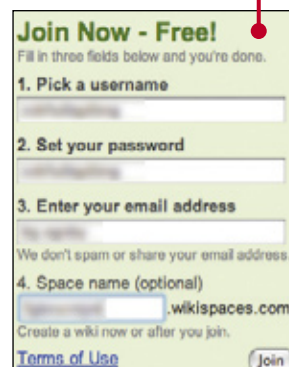 Join Now - Free!
Fill in three fields below and you're done.
1. Pick a username
2. Set your password
3. Enter your email address
We don't spam or share your email address.
4. Space name (optional)
.wikispaces.com
Create a wiki now or after you join.
Terms of Use
Join